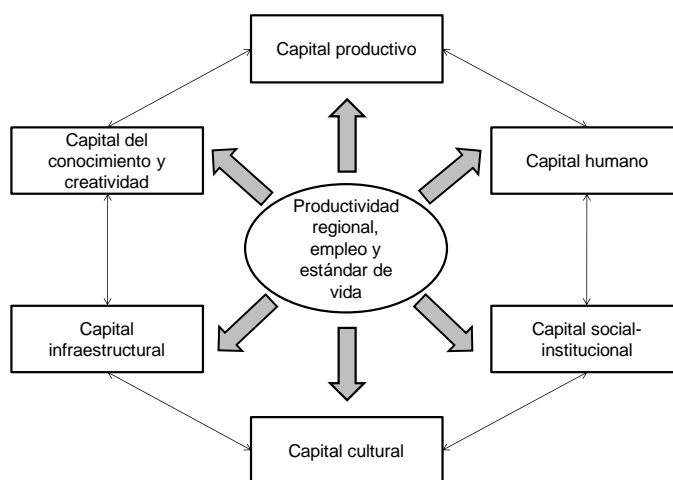 Capital productivo
Capital del
conocimiento y
creatividad
Capital humano
Productividad
regional,
empleo y
estándar de
vida
Capital
infraestructural
Capital social-
institucional
Capital cultural